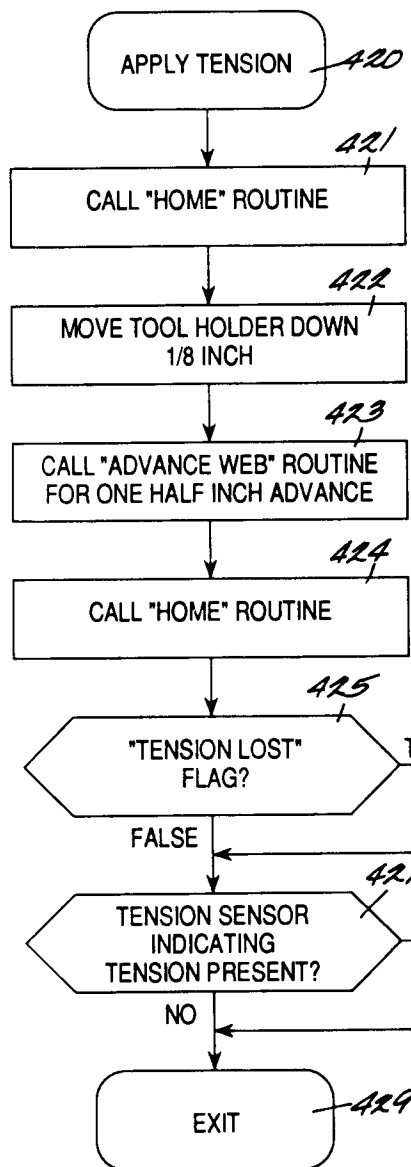 APPLY TENSION
420
421
CALL "HOME" ROUTINE
422
MOVE TOOL HOLDER DOWN
1/8 INCH
423
CALL "ADVANCE WEB" ROUTINE
FOR ONE HALF INCH ADVANCE
424
CALL "HOME" ROUTINE
425
"TENSION LOST"
FLAG?
T
FALSE
TENSION SENSOR
INDICATING
TENSION PRESENT?
NO
EXIT
429